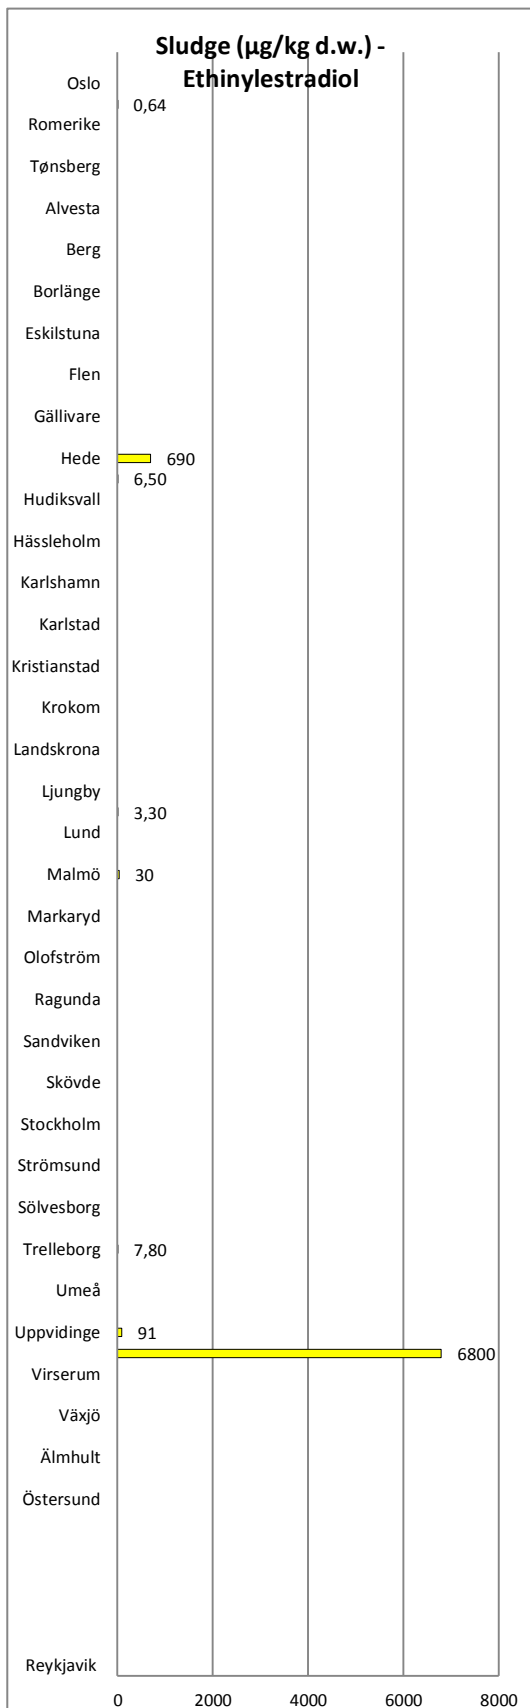 Sludge (µg/kg d.w.) -
Ethinylestradiol
Oslo
0,64
Romerike
Tønsberg
Alvesta
Berg
Borlänge
Eskilstuna
Flen
Gällivare
Hede 690
6,50
Hudiksvall
Hässleholm
Karlshamn
Karlstad
Kristianstad
Krokom
Landskrona
Ljungby
3,30
Lund
Malmö 30
Markaryd
Olofström
Ragunda
Sandviken
Skövde
Stockholm
Strömsund
Sölvesborg
Trelleborg 7,80
Umeå
Uppvidinge 91
6800
Virserum
Växjö
Älmhult
Östersund
Reykjavik
0 2000 4000 6000 8000